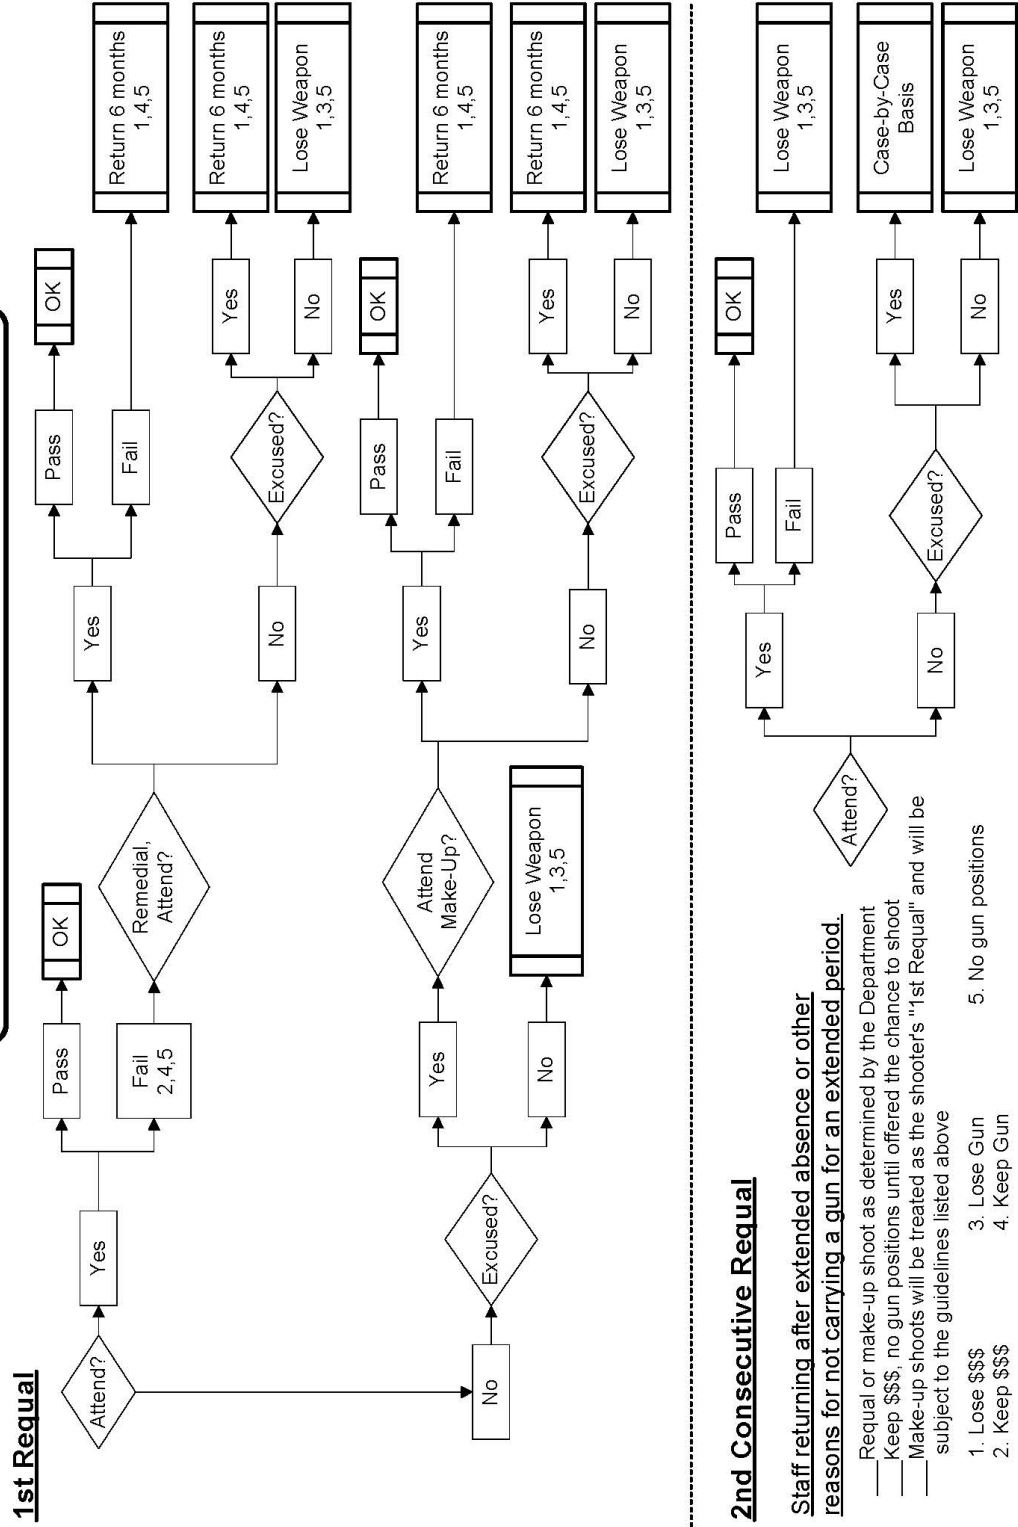 1st Requal
Attend?
Yes
Pass
OK
Fail
2,4,5
Remedial,
Attend?
Yes
Pass
OK
Fail
Return 6 months
1,4,5
No
Excused?
Yes
Return 6 months
1,4,5
No
Lose Weapon
1,3,5
No
Excused?
Yes
Attend
Make-Up?
Yes
Pass
OK
Fail
Return 6 months
1,4,5
No
Excused?
Yes
Return 6 months
1,4,5
No
Lose Weapon
1,3,5
No
Lose Weapon
1,3,5
2nd Consecutive Requal
Attend?
Yes
Pass
OK
Fail
Lose Weapon
1,3,5
No
Excused?
Yes
Case-by-Case
Basis
No
Lose Weapon
1,3,5
Staff returning after extended absence or other
reasons for not carrying a gun for an extended period.
Requal or make-up shoot as determined by the Department
Keep $$$, no gun positions until offered the chance to shoot
Make-up shoots will be treated as the shooter's "1st Requal" and will be
subject to the guidelines listed above
1. Lose $$$ 3. Lose Gun 5. No gun positions
2. Keep $$$ 4. Keep Gun